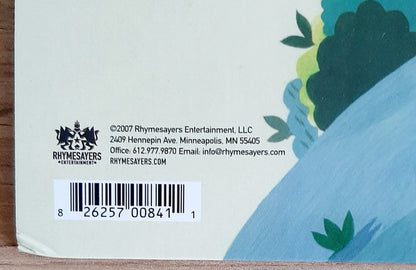 ©2007 Rhymesayers Entertainment, LLC
2409 Hennepin Ave. Minneapolis, MN 55405
Office: 612.977.9870 Email: info@rhymesayers.com
RHYMESAYERS.COM
RHYMESAYERS
ENTERTAINMENT
8 26257 00841 1